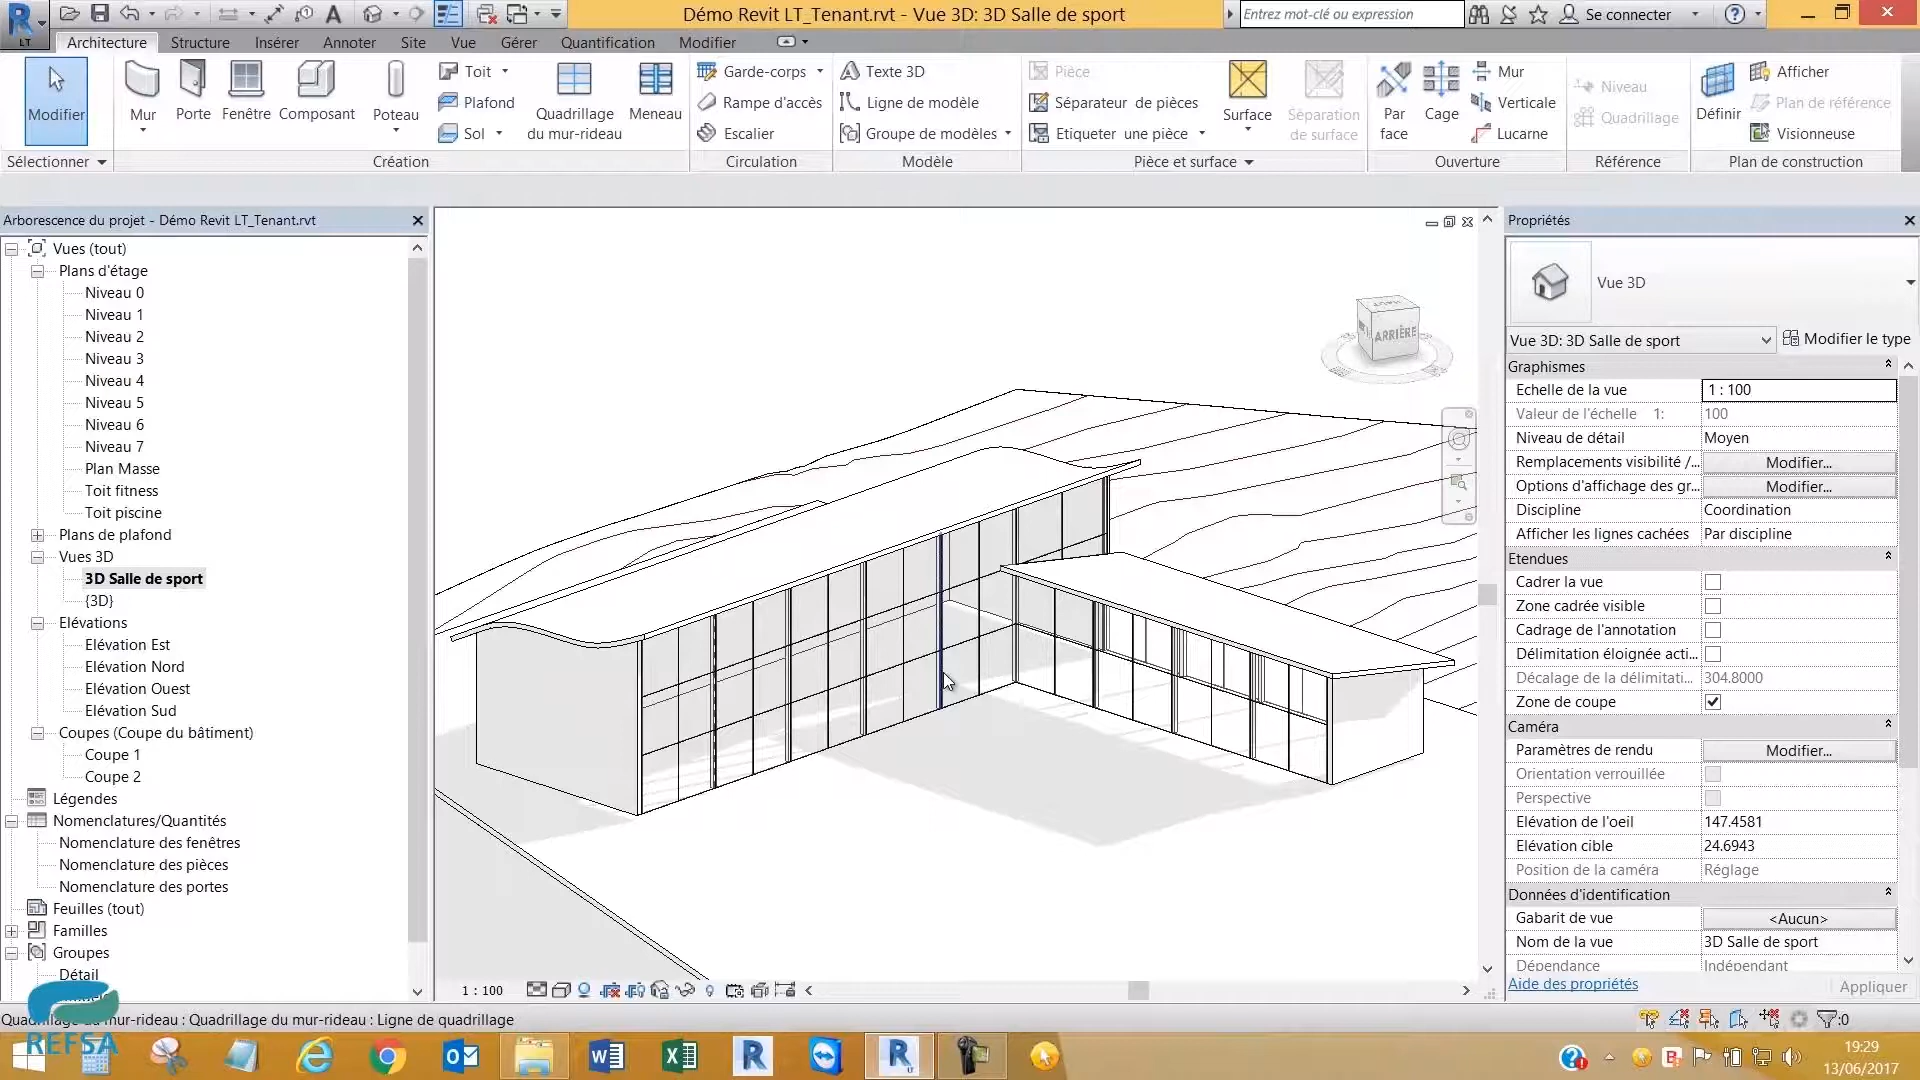 Démo Revit LT_Tenant.rvt - Vue 3D: 3D Salle de sport
Entrez mot-clé ou expression
Se connecter
LT
Architecture
Structure
Insérer
Annoter
Site
Vue
Gérer
Quantification
Modifier
Modifier
Mur
Porte
Fenêtre
Composant
Poteau
Toit
Plafond
Sol
Quadrillage
du mur-rideau
Meneau
Garde-corps
Rampe d'accès
Escalier
Texte 3D
Ligne de modèle
Groupe de modèles
Pièce
Séparateur de pièces
Etiqueter une pièce
Surface
Séparation
de surface
Par
face
Cage
Mur
Verticale
Lucarne
Niveau
Quadrillage
Définir
Afficher
Plan de référence
Visionneuse
Sélectionner
Création
Circulation
Modèle
Pièce et surface
Ouverture
Référence
Plan de construction
Arborescence du projet - Démo Revit LT_Tenant.rvt
Vues (tout)
Plans d'étage
Niveau 0
Niveau 1
Niveau 2
Niveau 3
Niveau 4
Niveau 5
Niveau 6
Niveau 7
Plan Masse
Toit fitness
Toit piscine
Plans de plafond
Vues 3D
3D Salle de sport
{3D}
Elévations
Elévation Est
Elévation Nord
Elévation Ouest
Elévation Sud
Coupes (Coupe du bâtiment)
Coupe 1
Coupe 2
Légendes
Nomenclatures/Quantités
Nomenclature des fenêtres
Nomenclature des pièces
Nomenclature des portes
Feuilles (tout)
Familles
Groupes
Détail
HAUT
ARRIÈRE
1 : 100
Propriétés
Vue 3D
Vue 3D: 3D Salle de sport
Modifier le type
Graphismes
Echelle de la vue 1 : 100
Valeur de l'échelle 1: 100
Niveau de détail Moyen
Remplacements visibilité /... Modifier...
Options d'affichage des gr... Modifier...
Discipline Coordination
Afficher les lignes cachées Par discipline
Etendues
Cadrer la vue
Zone cadrée visible
Cadrage de l'annotation
Délimitation éloignée acti...
Décalage de la délimitati... 304.8000
Zone de coupe
Caméra
Paramètres de rendu Modifier...
Orientation verrouillée
Perspective
Elévation de l'oeil 147.4581
Elévation cible 24.6943
Position de la caméra Réglage
Données d'identification
Gabarit de vue <Aucun>
Nom de la vue 3D Salle de sport
Dépendance Indépendant
Aide des propriétés
Appliquer
Quadrillage du mur-rideau : Quadrillage du mur-rideau : Ligne de quadrillage
:0
REFSA
19:29
13/06/2017